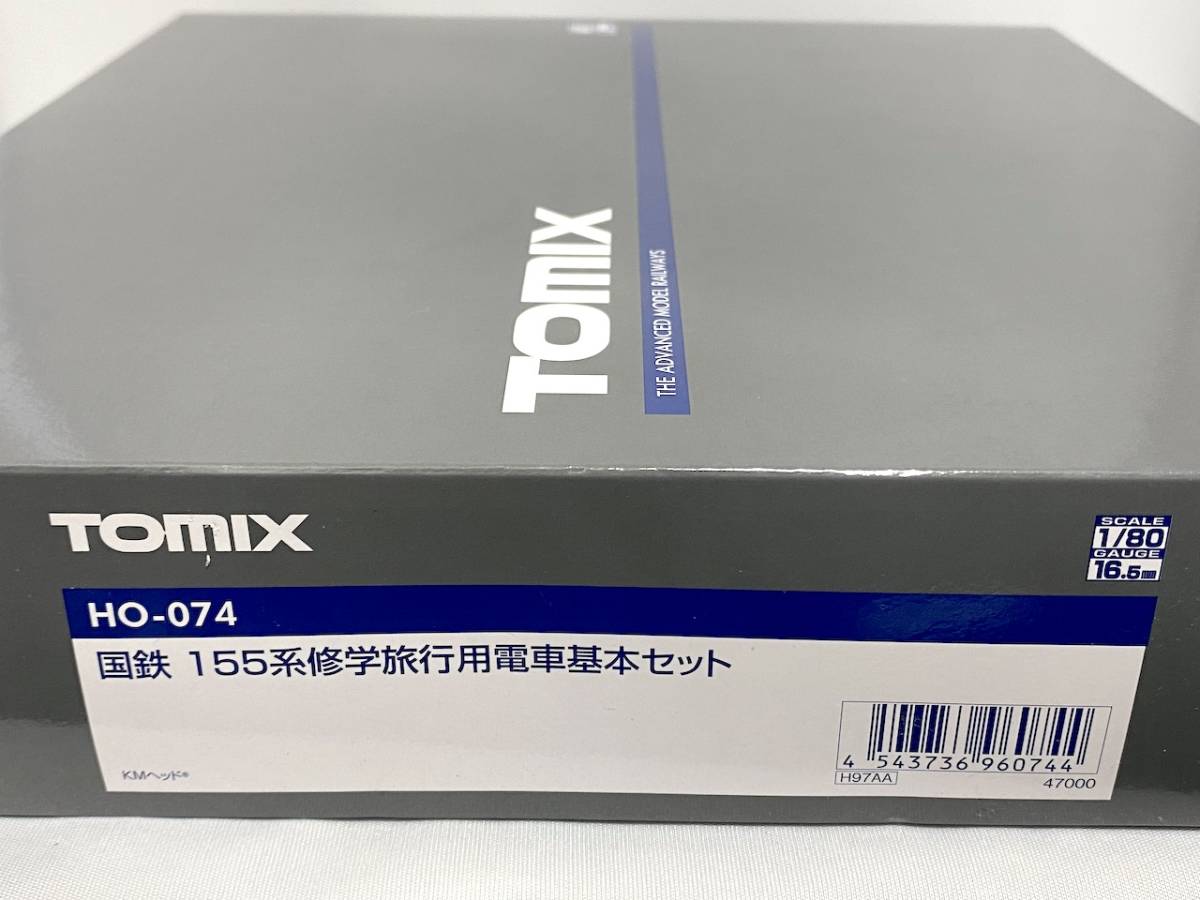 TOMIX
THE ADVANCED MODEL RAILWAYS
TOMIX
SCALE
1/80
GAUGE
16.5mm
HO-074
国鉄 155系修学旅行用電車基本セット
KMヘッド®
4 543736 960744
H97AA
47000